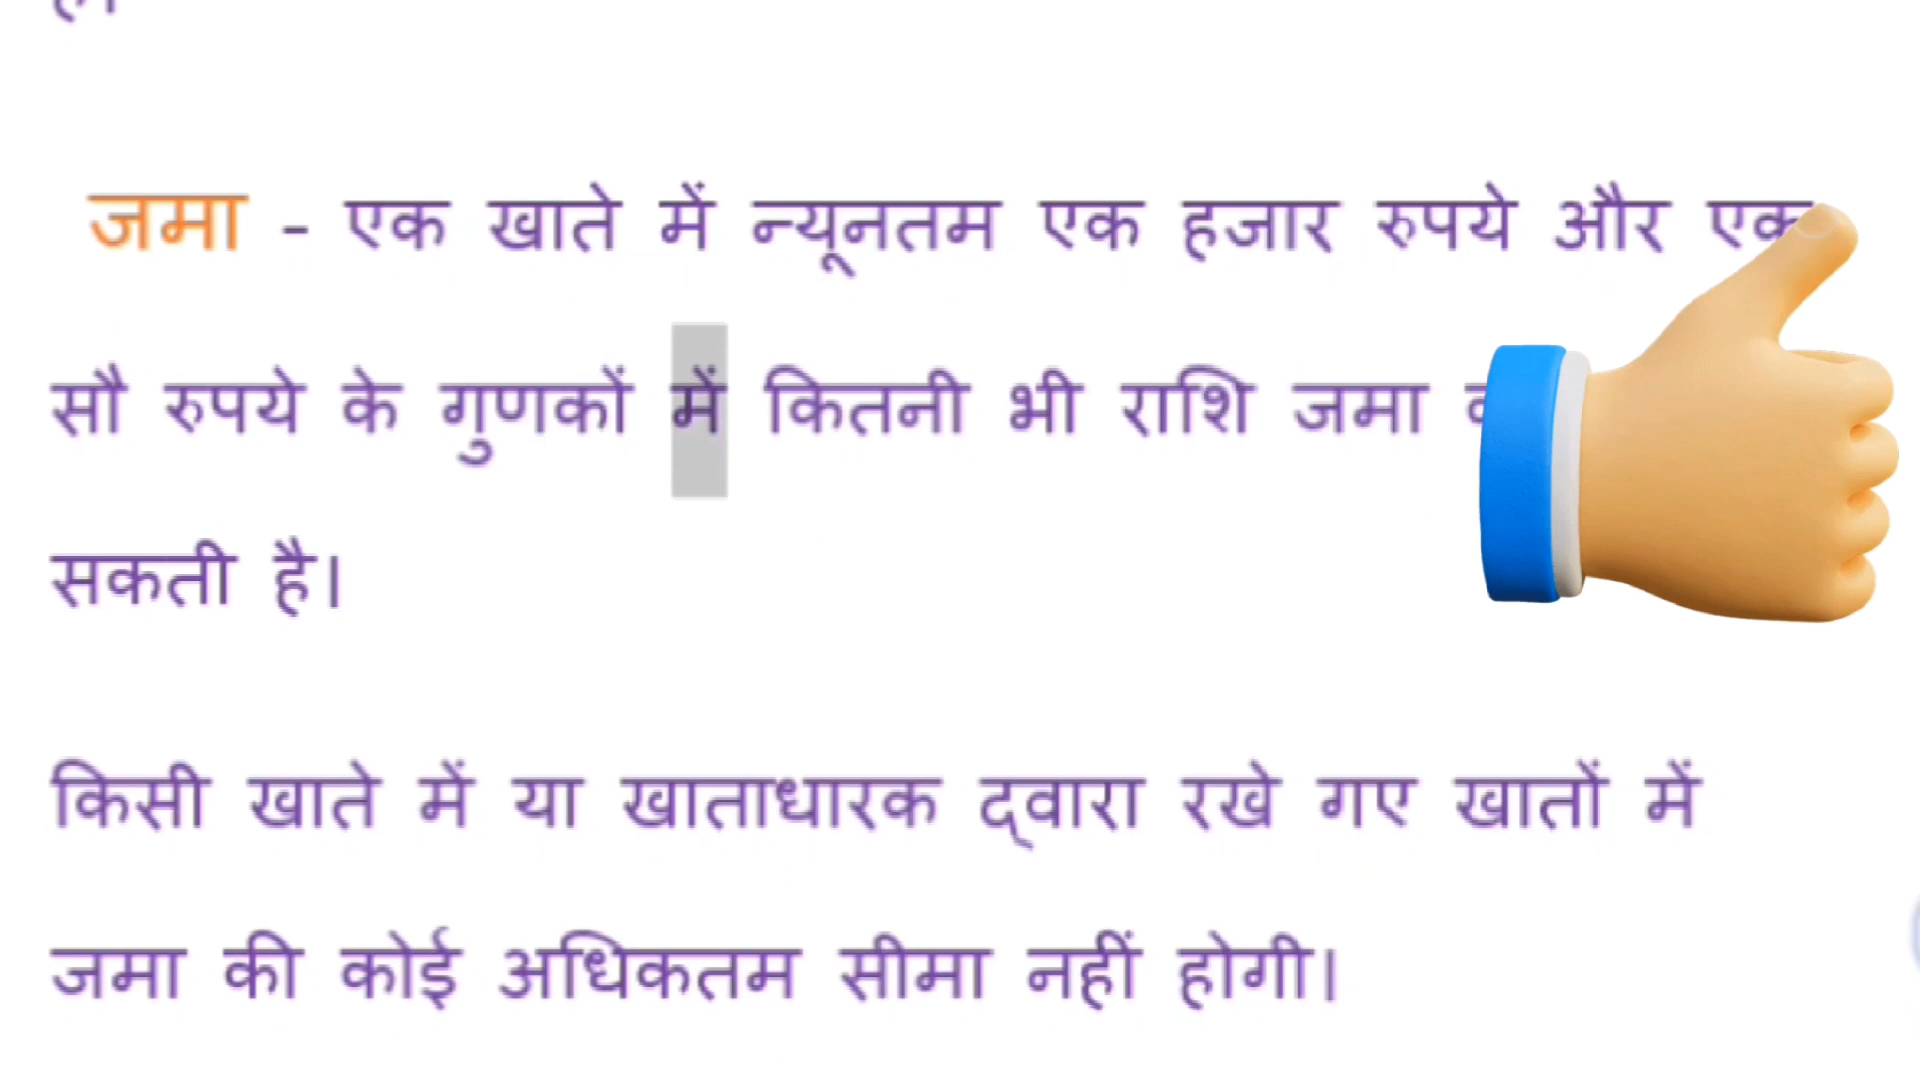 जमा - एक खाते में न्यूनतम एक हजार रुपये और एक
सौ रुपये के गुणकों में कितनी भी राशि जमा
सकती है।
किसी खाते में या खाताधारक द्वारा रखे गए खातों में
जमा की कोई अधिकतम सीमा नहीं होगी।